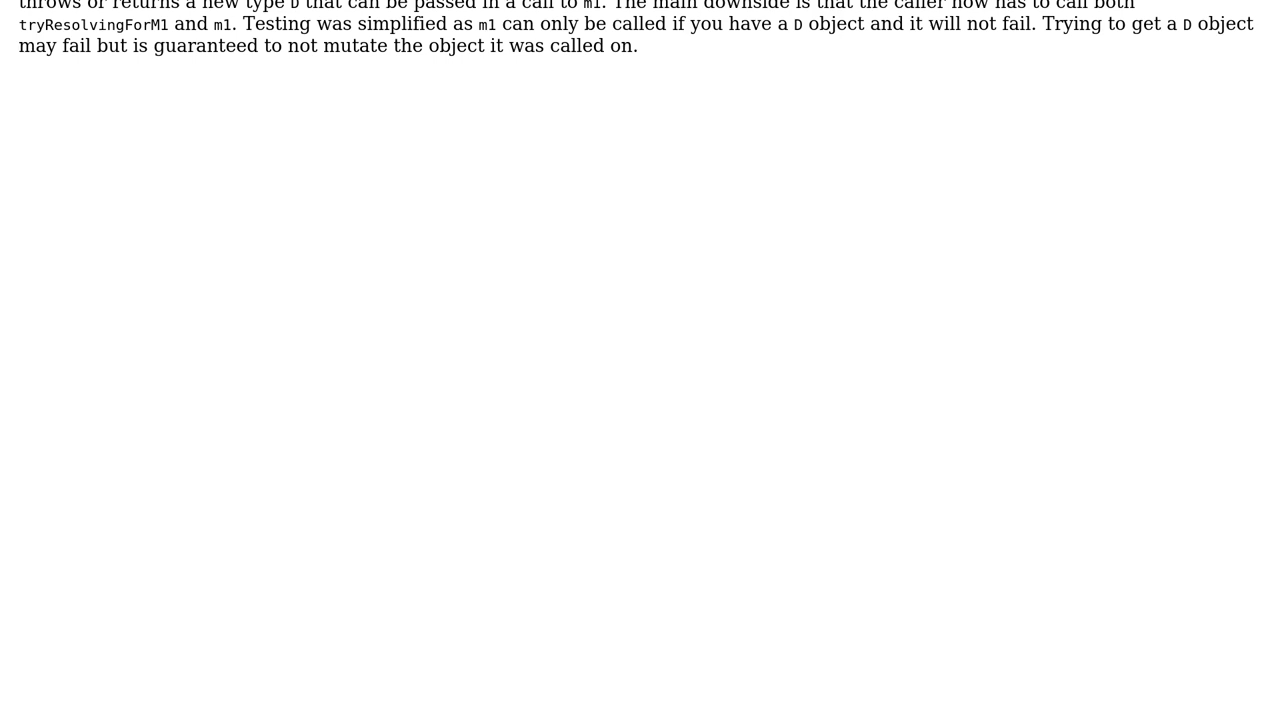 throws or returns a new type D that can be passed in a call to m1. The main downside is that the caller now has to call both
tryResolvingForM1 and m1. Testing was simplified as m1 can only be called if you have a D object and it will not fail. Trying to get a D object
may fail but is guaranteed to not mutate the object it was called on.